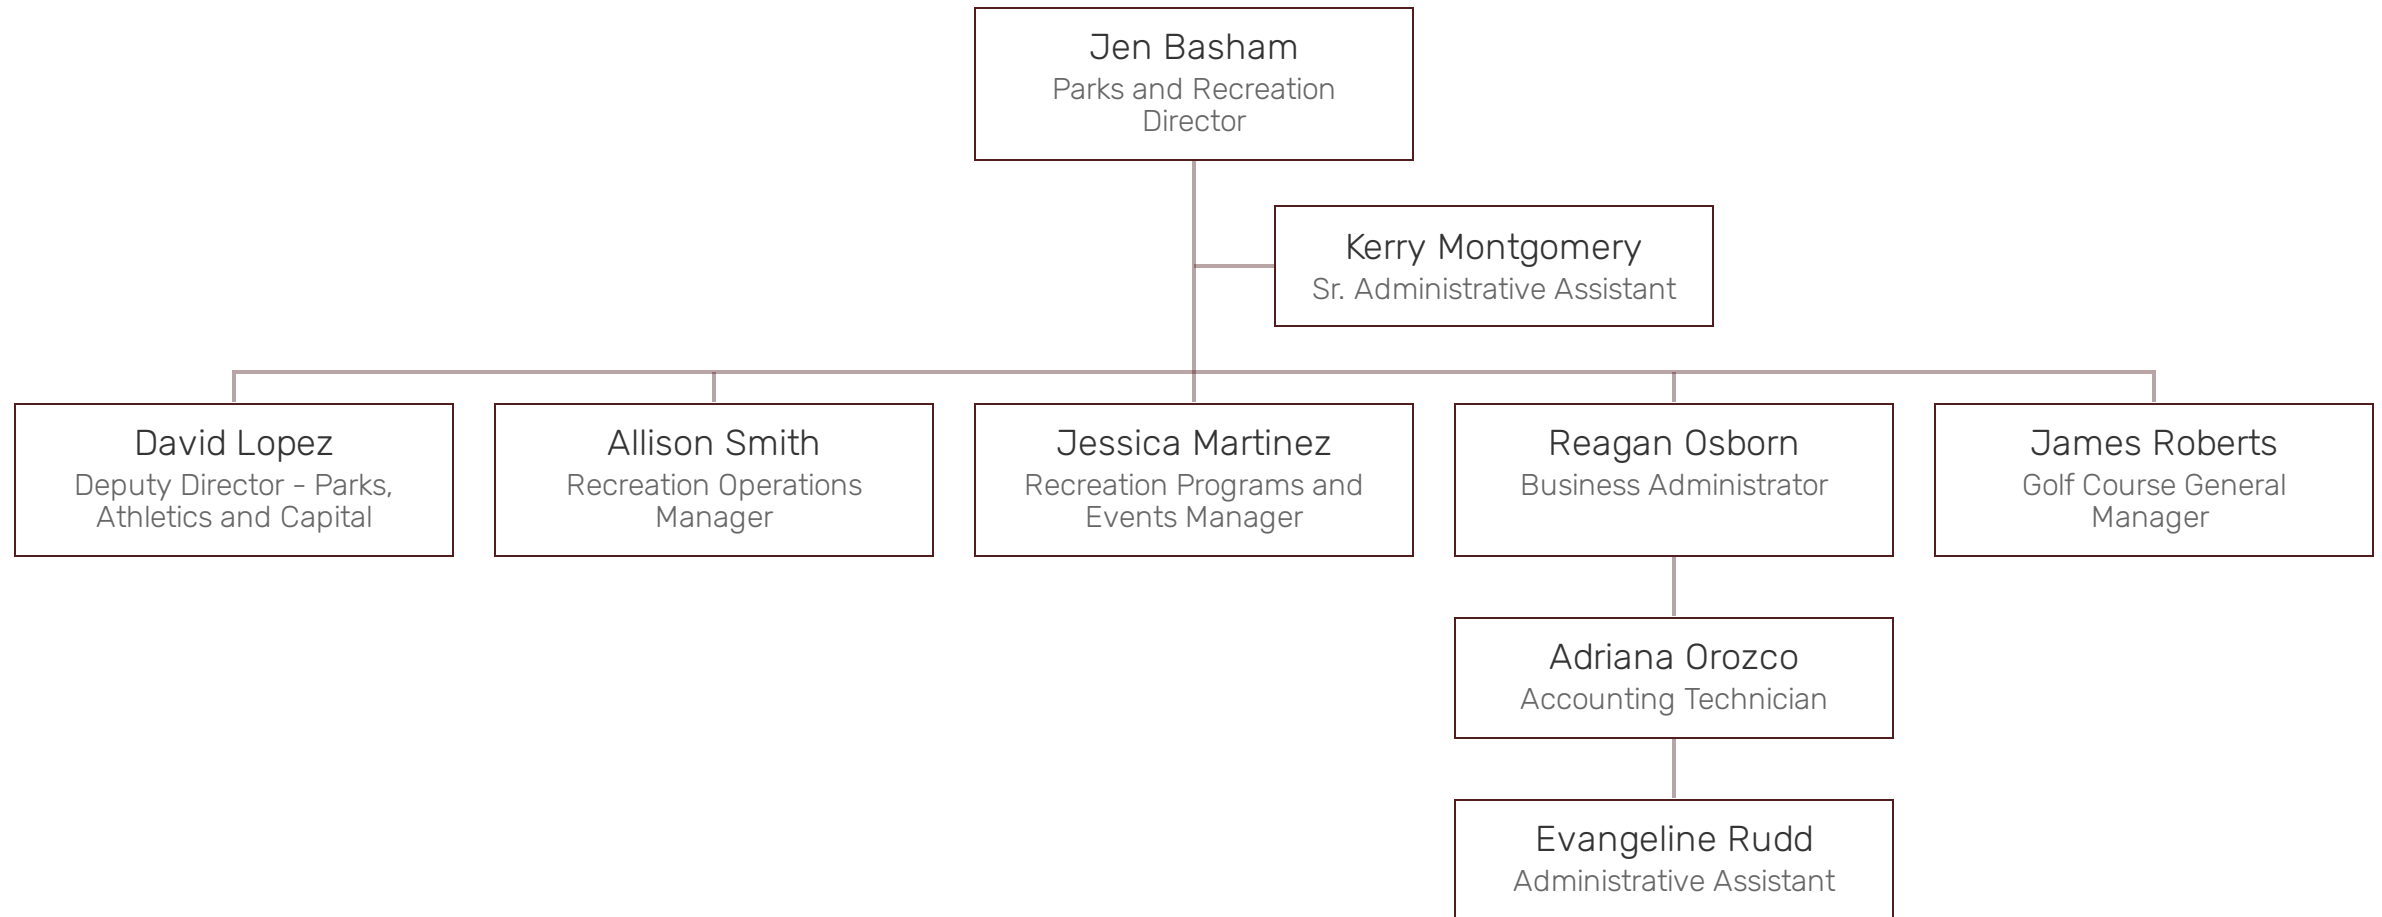 Jen Basham
Parks and Recreation
Director
Kerry Montgomery
Sr. Administrative Assistant
David Lopez
Deputy Director - Parks,
Athletics and Capital
Allison Smith
Recreation Operations
Manager
Jessica Martinez
Recreation Programs and
Events Manager
Reagan Osborn
Business Administrator
James Roberts
Golf Course General
Manager
Adriana Orozco
Accounting Technician
Evangeline Rudd
Administrative Assistant